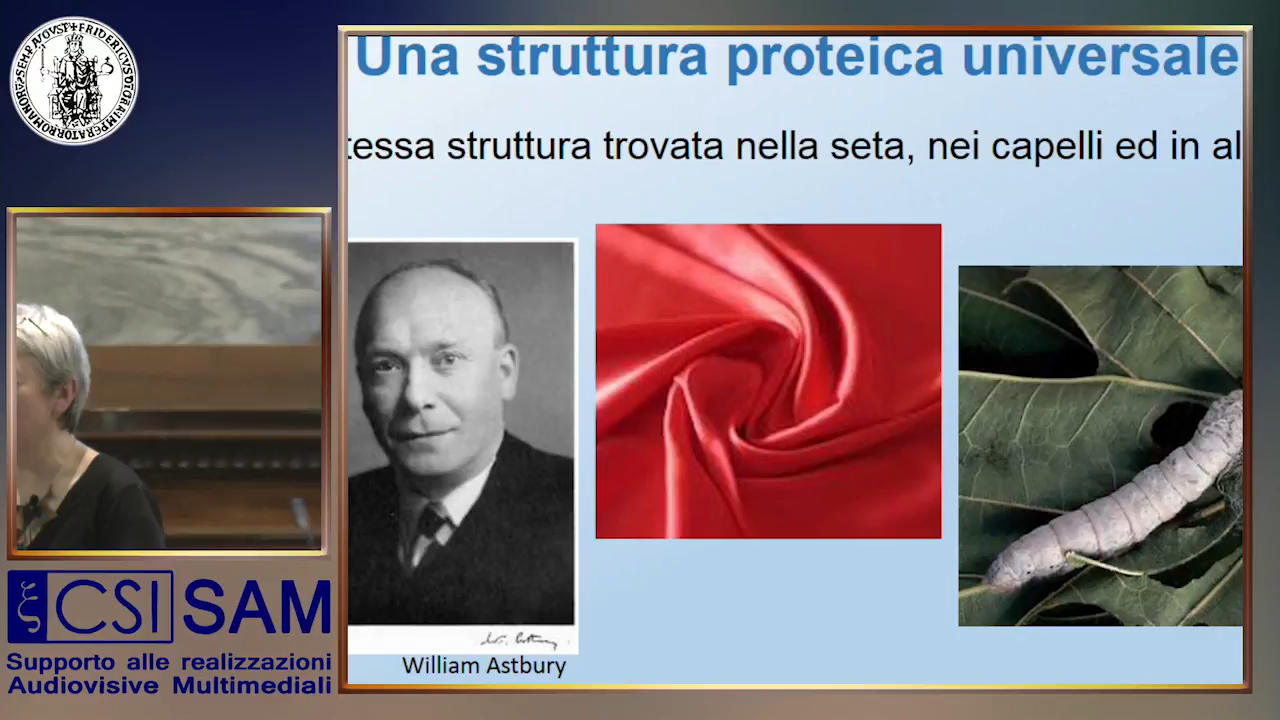 Una struttura proteica universale
tessa struttura trovata nella seta, nei capelli ed in al
William Astbury
CSI SAM
Supporto alle realizzazioni
Audiovisive Multimediali